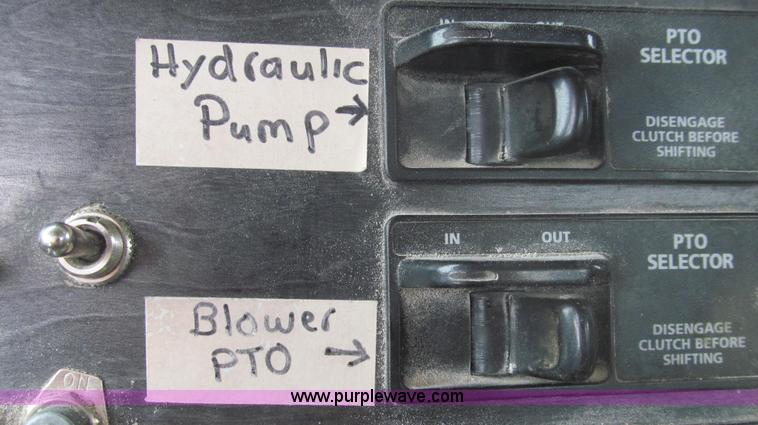 Hydraulic
Pump →
IN OUT
PTO
SELECTOR
DISENGAGE
CLUTCH BEFORE
SHIFTING
Blower
PTO →
IN OUT
PTO
SELECTOR
DISENGAGE
CLUTCH BEFORE
SHIFTING
ON
www.purplewave.com